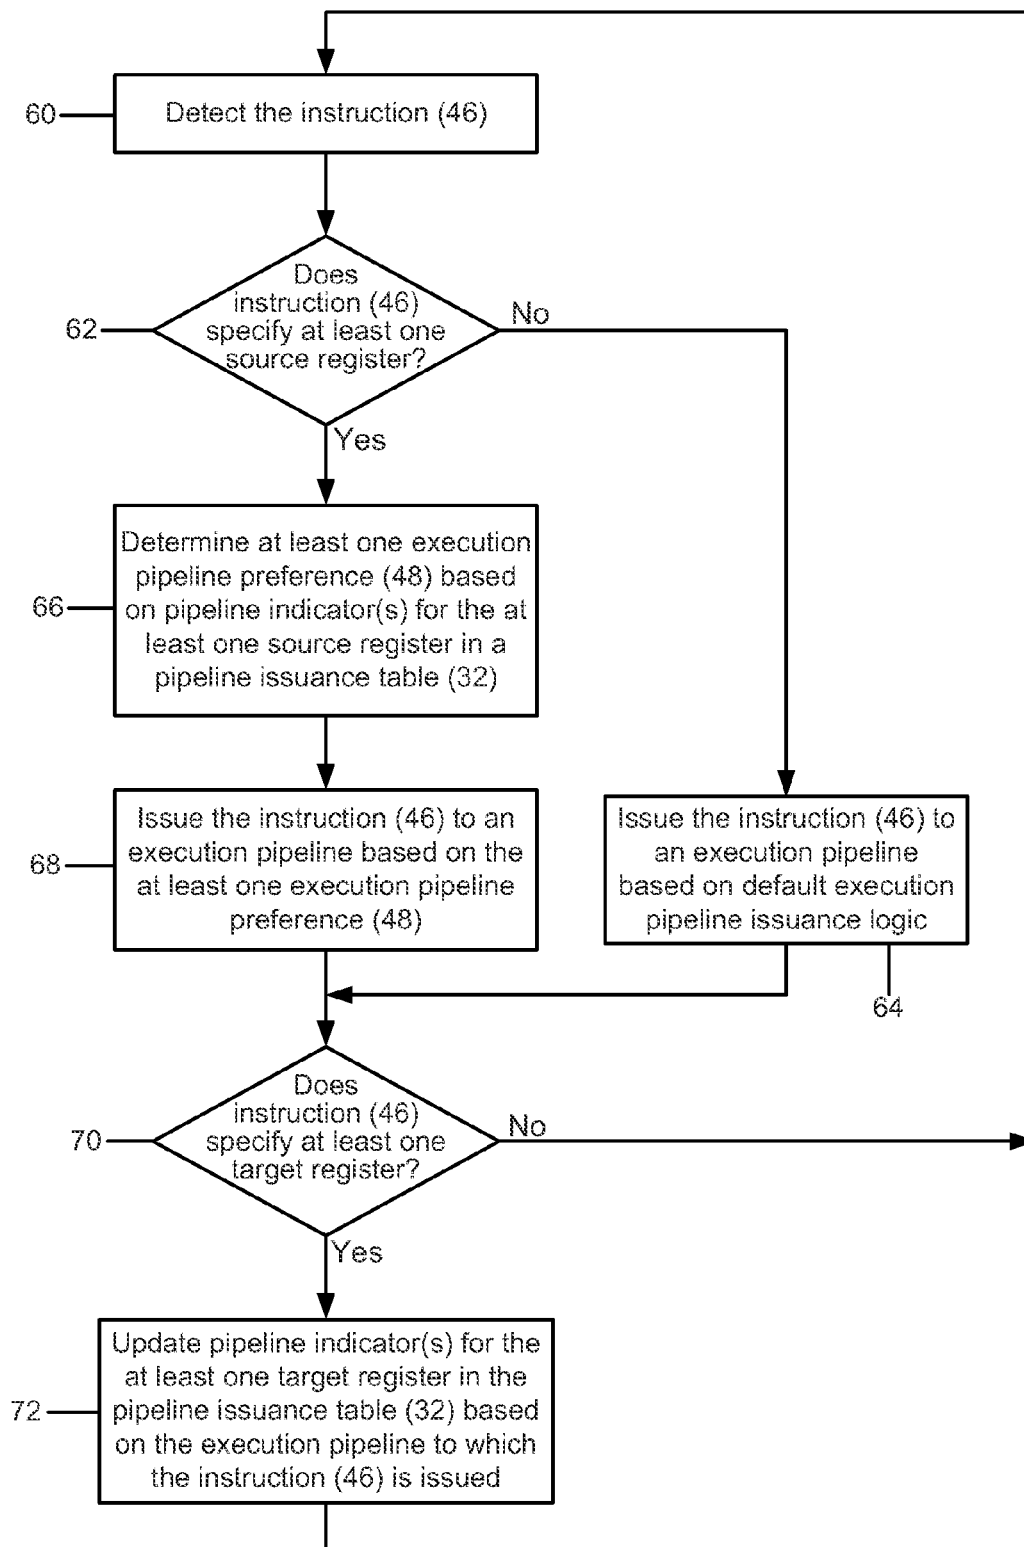 60
Detect the instruction (46)
62
Does
instruction (46)
specify at least one
source register?
No
Yes
66
Determine at least one execution
pipeline preference (48) based
on pipeline indicator(s) for the at
least one source register in a
pipeline issuance table (32)
68
Issue the instruction (46) to an
execution pipeline based on the
at least one execution pipeline
preference (48)
Issue the instruction (46) to
an execution pipeline
based on default execution
pipeline issuance logic
64
70
Does
instruction (46)
specify at least one
target register?
No
Yes
72
Update pipeline indicator(s) for the
at least one target register in the
pipeline issuance table (32) based
on the execution pipeline to which
the instruction (46) is issued